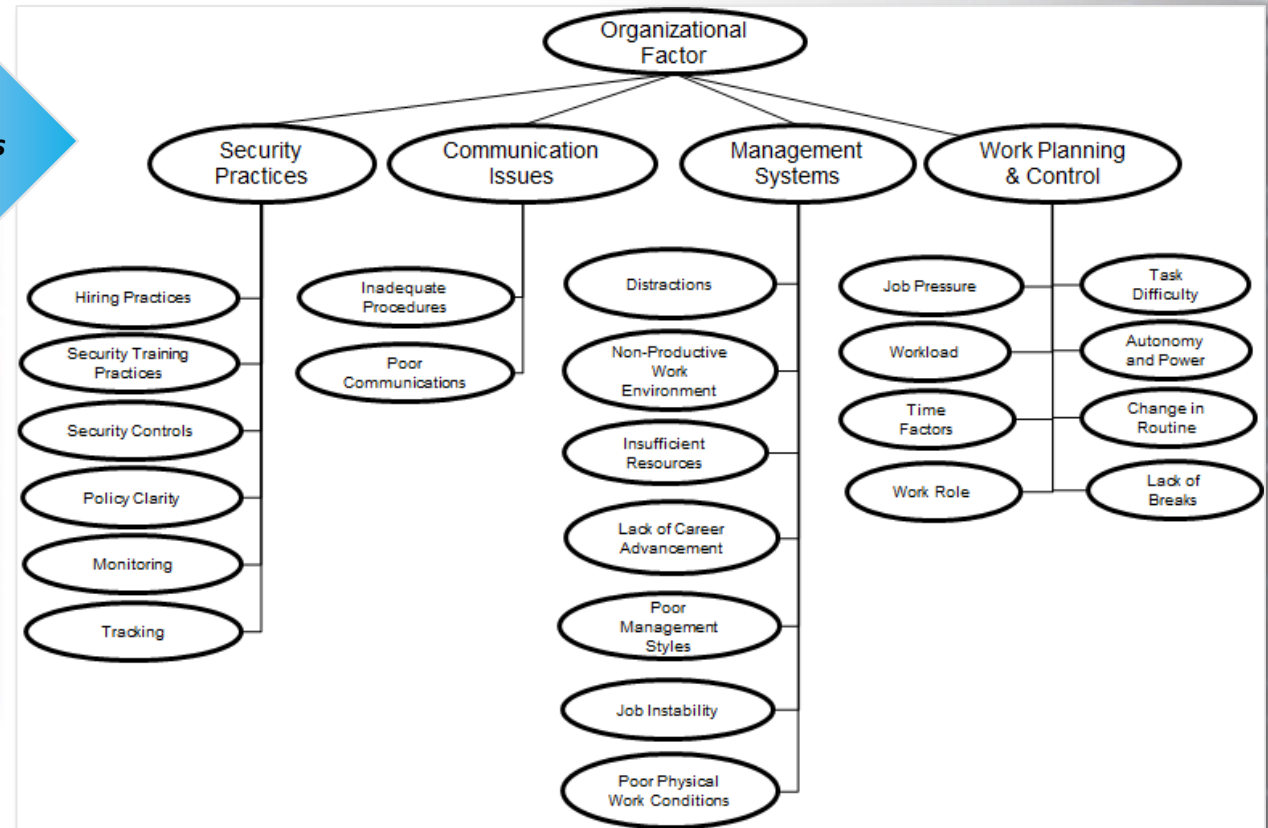 s
Organizational
Factor
Security
Practices
Communication
Issues
Management
Systems
Work Planning
& Control
Hiring Practices
Security Training
Practices
Security Controls
Policy Clarity
Monitoring
Tracking
Inadequate
Procedures
Poor
Communications
Distractions
Non-Productive
Work
Environment
Insufficient
Resources
Lack of Career
Advancement
Poor
Management
Styles
Job Instability
Poor Physical
Work Conditions
Job Pressure
Workload
Time
Factors
Work Role
Task
Difficulty
Autonomy
and Power
Change in
Routine
Lack of
Breaks